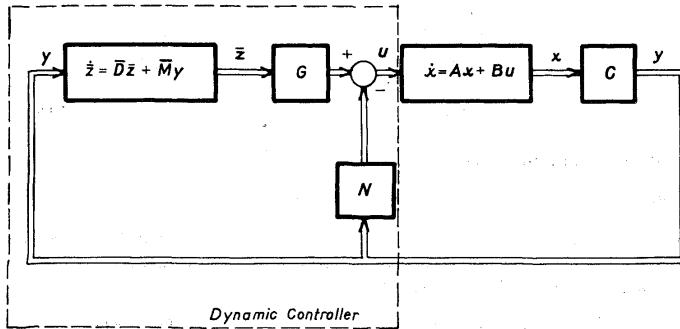 y
ż̄ = D̄z̄ + M̄y
z̄
G
+
−
u
ẋ = Ax + Bu
x
C
y
N
Dynamic Controller